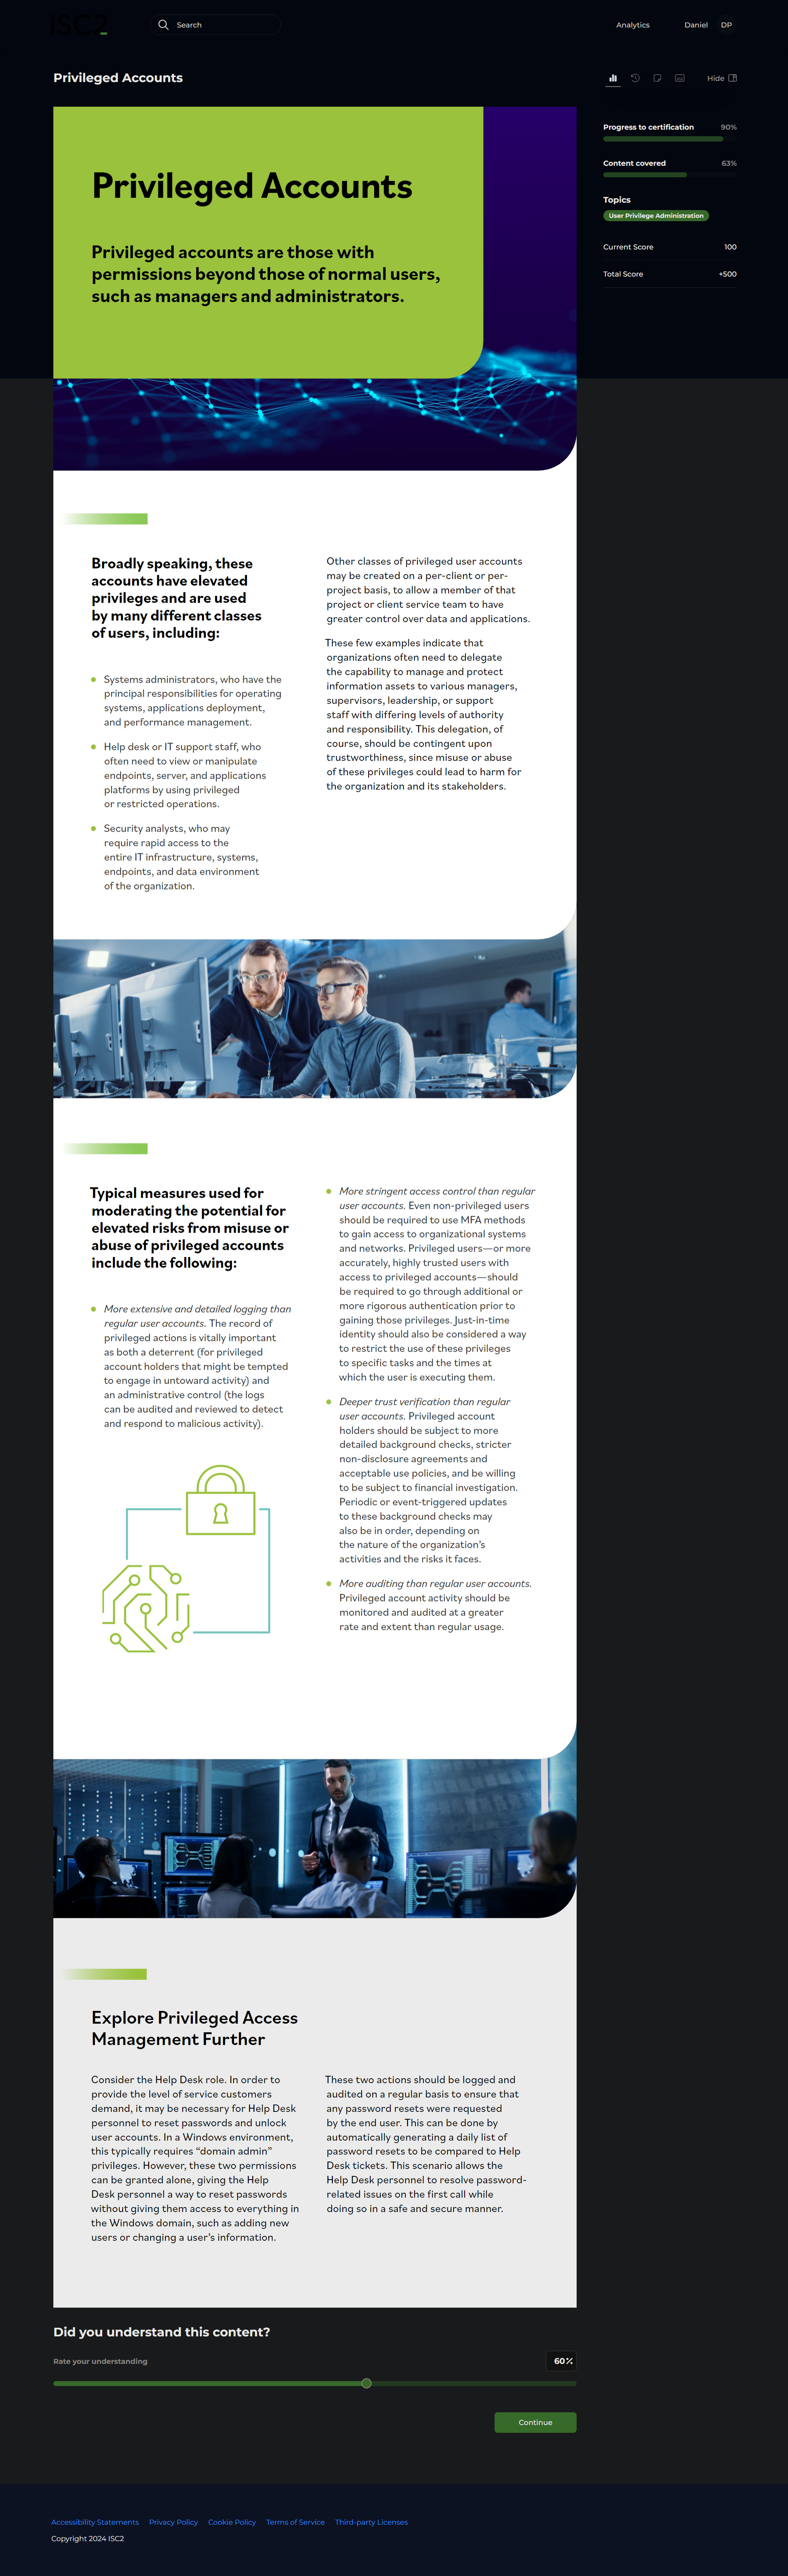 ISC2
Search
Analytics
Daniel
DP
Privileged Accounts
Hide
Progress to certification 90%
Content covered 63%
Topics
User Privilege Administration
Current Score 100
Total Score +500
Privileged Accounts
Privileged accounts are those with
permissions beyond those of normal users,
such as managers and administrators.
Broadly speaking, these
accounts have elevated
privileges and are used
by many different classes
of users, including:
Systems administrators, who have the
principal responsibilities for operating
systems, applications deployment,
and performance management.
Help desk or IT support staff, who
often need to view or manipulate
endpoints, server, and applications
platforms by using privileged
or restricted operations.
Security analysts, who may
require rapid access to the
entire IT infrastructure, systems,
endpoints, and data environment
of the organization.
Other classes of privileged user accounts
may be created on a per-client or per-
project basis, to allow a member of that
project or client service team to have
greater control over data and applications.
These few examples indicate that
organizations often need to delegate
the capability to manage and protect
information assets to various managers,
supervisors, leadership, or support
staff with differing levels of authority
and responsibility. This delegation, of
course, should be contingent upon
trustworthiness, since misuse or abuse
of these privileges could lead to harm for
the organization and its stakeholders.
Typical measures used for
moderating the potential for
elevated risks from misuse or
abuse of privileged accounts
include the following:
More extensive and detailed logging than
regular user accounts. The record of
privileged actions is vitally important
as both a deterrent (for privileged
account holders that might be tempted
to engage in untoward activity) and
an administrative control (the logs
can be audited and reviewed to detect
and respond to malicious activity).
More stringent access control than regular
user accounts. Even non-privileged users
should be required to use MFA methods
to gain access to organizational systems
and networks. Privileged users—or more
accurately, highly trusted users with
access to privileged accounts—should
be required to go through additional or
more rigorous authentication prior to
gaining those privileges. Just-in-time
identity should also be considered a way
to restrict the use of these privileges
to specific tasks and the times at
which the user is executing them.
Deeper trust verification than regular
user accounts. Privileged account
holders should be subject to more
detailed background checks, stricter
non-disclosure agreements and
acceptable use policies, and be willing
to be subject to financial investigation.
Periodic or event-triggered updates
to these background checks may
also be in order, depending on
the nature of the organization’s
activities and the risks it faces.
More auditing than regular user accounts.
Privileged account activity should be
monitored and audited at a greater
rate and extent than regular usage.
Explore Privileged Access
Management Further
Consider the Help Desk role. In order to
provide the level of service customers
demand, it may be necessary for Help Desk
personnel to reset passwords and unlock
user accounts. In a Windows environment,
this typically requires “domain admin”
privileges. However, these two permissions
can be granted alone, giving the Help
Desk personnel a way to reset passwords
without giving them access to everything in
the Windows domain, such as adding new
users or changing a user’s information.
These two actions should be logged and
audited on a regular basis to ensure that
any password resets were requested
by the end user. This can be done by
automatically generating a daily list of
password resets to be compared to Help
Desk tickets. This scenario allows the
Help Desk personnel to resolve password-
related issues on the first call while
doing so in a safe and secure manner.
Did you understand this content?
Rate your understanding
60%
Continue
Accessibility Statements Privacy Policy Cookie Policy Terms of Service Third-party Licenses
Copyright 2024 ISC2